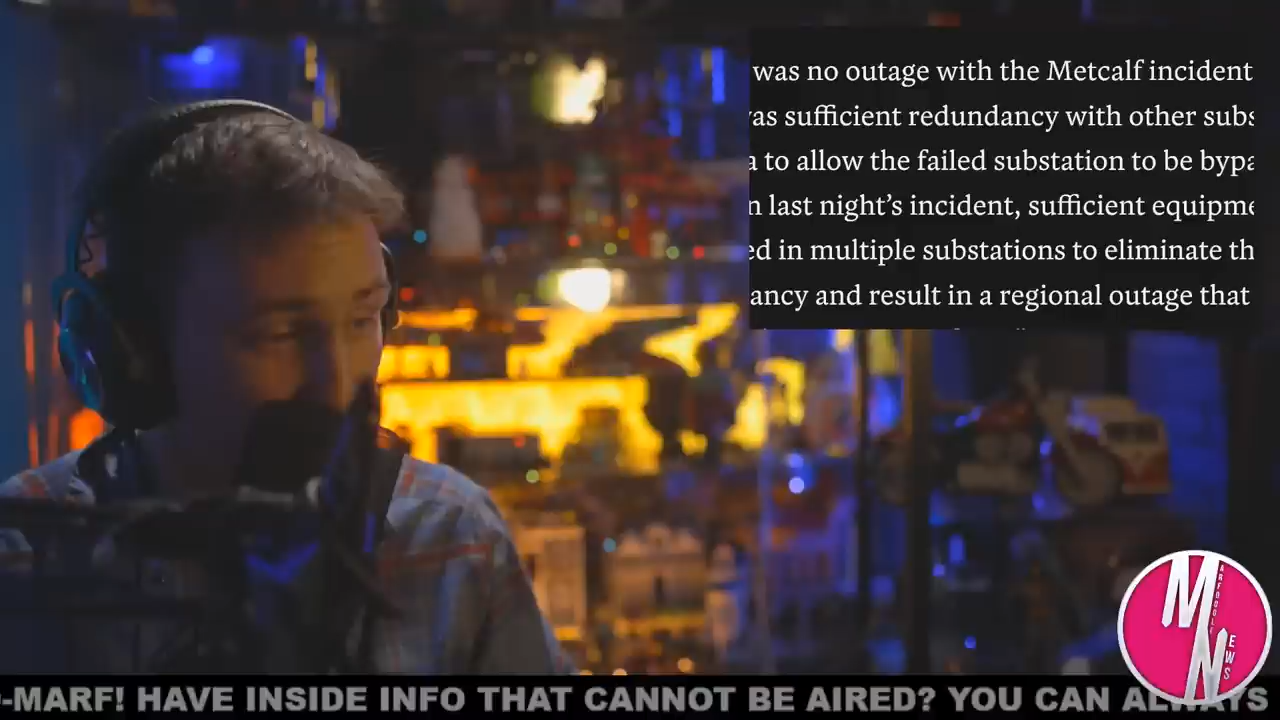 was no outage with the Metcalf incident
as sufficient redundancy with other subs
a to allow the failed substation to be bypa
n last night’s incident, sufficient equipme
ed in multiple substations to eliminate th
ancy and result in a regional outage that
MARFOOGLE
NEWS
-MARF! HAVE INSIDE INFO THAT CANNOT BE AIRED? YOU CAN ALWAYS